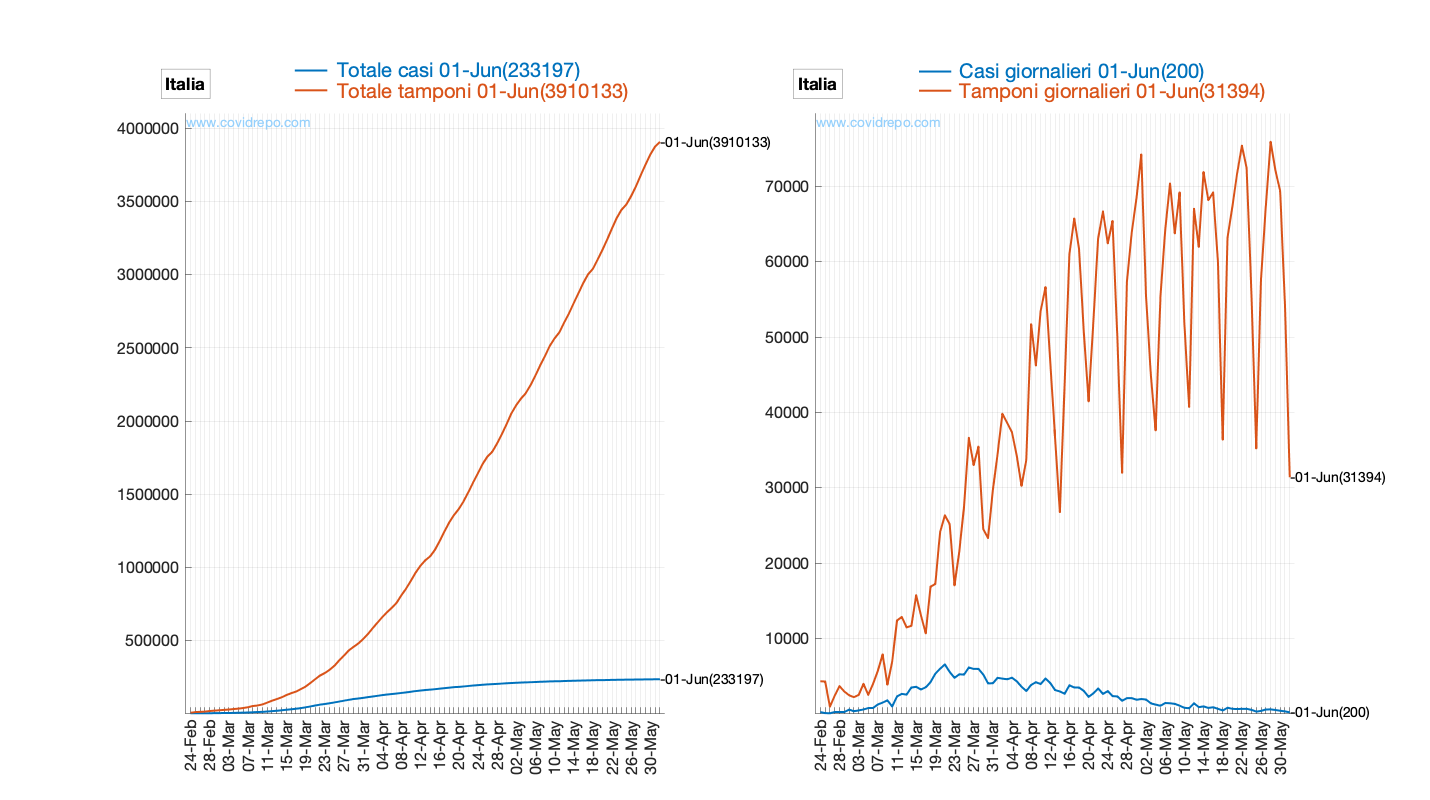 Italia
Totale casi 01-Jun(233197)
Totale tamponi 01-Jun(3910133)
www.covidrepo.com
4000000
3500000
3000000
2500000
2000000
1500000
1000000
500000
01-Jun(3910133)
01-Jun(233197)
24-Feb
28-Feb
03-Mar
07-Mar
11-Mar
15-Mar
19-Mar
23-Mar
27-Mar
31-Mar
04-Apr
08-Apr
12-Apr
16-Apr
20-Apr
24-Apr
28-Apr
02-May
06-May
10-May
14-May
18-May
22-May
26-May
30-May
Italia
Casi giornalieri 01-Jun(200)
Tamponi giornalieri 01-Jun(31394)
www.covidrepo.com
70000
60000
50000
40000
30000
20000
10000
01-Jun(31394)
01-Jun(200)
24-Feb
28-Feb
03-Mar
07-Mar
11-Mar
15-Mar
19-Mar
23-Mar
27-Mar
31-Mar
04-Apr
08-Apr
12-Apr
16-Apr
20-Apr
24-Apr
28-Apr
02-May
06-May
10-May
14-May
18-May
22-May
26-May
30-May